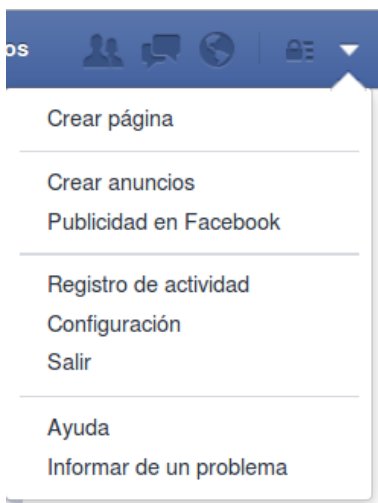 os
Crear página
Crear anuncios
Publicidad en Facebook
Registro de actividad
Configuración
Salir
Ayuda
Informar de un problema